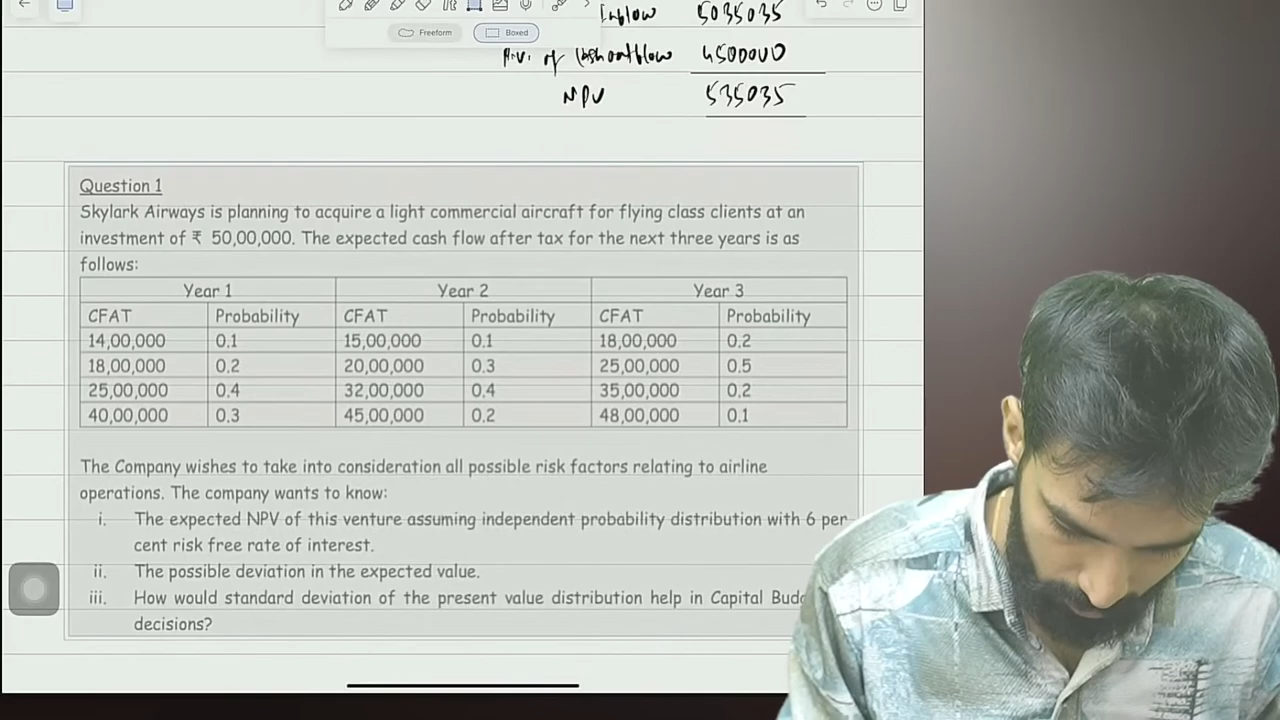 Inflow 5035035
Freeform Boxed
P.V. of Cash outflow 4500000
NPV 535035
Question 1
Skylark Airways is planning to acquire a light commercial aircraft for flying class clients at an
investment of ₹ 50,00,000. The expected cash flow after tax for the next three years is as
follows:
Year 1 Year 2 Year 3
CFAT Probability CFAT Probability CFAT Probability
14,00,000 0.1 15,00,000 0.1 18,00,000 0.2
18,00,000 0.2 20,00,000 0.3 25,00,000 0.5
25,00,000 0.4 32,00,000 0.4 35,00,000 0.2
40,00,000 0.3 45,00,000 0.2 48,00,000 0.1
The Company wishes to take into consideration all possible risk factors relating to airline
operations. The company wants to know:
i. The expected NPV of this venture assuming independent probability distribution with 6 per
cent risk free rate of interest.
ii. The possible deviation in the expected value.
iii. How would standard deviation of the present value distribution help in Capital Bud
decisions?